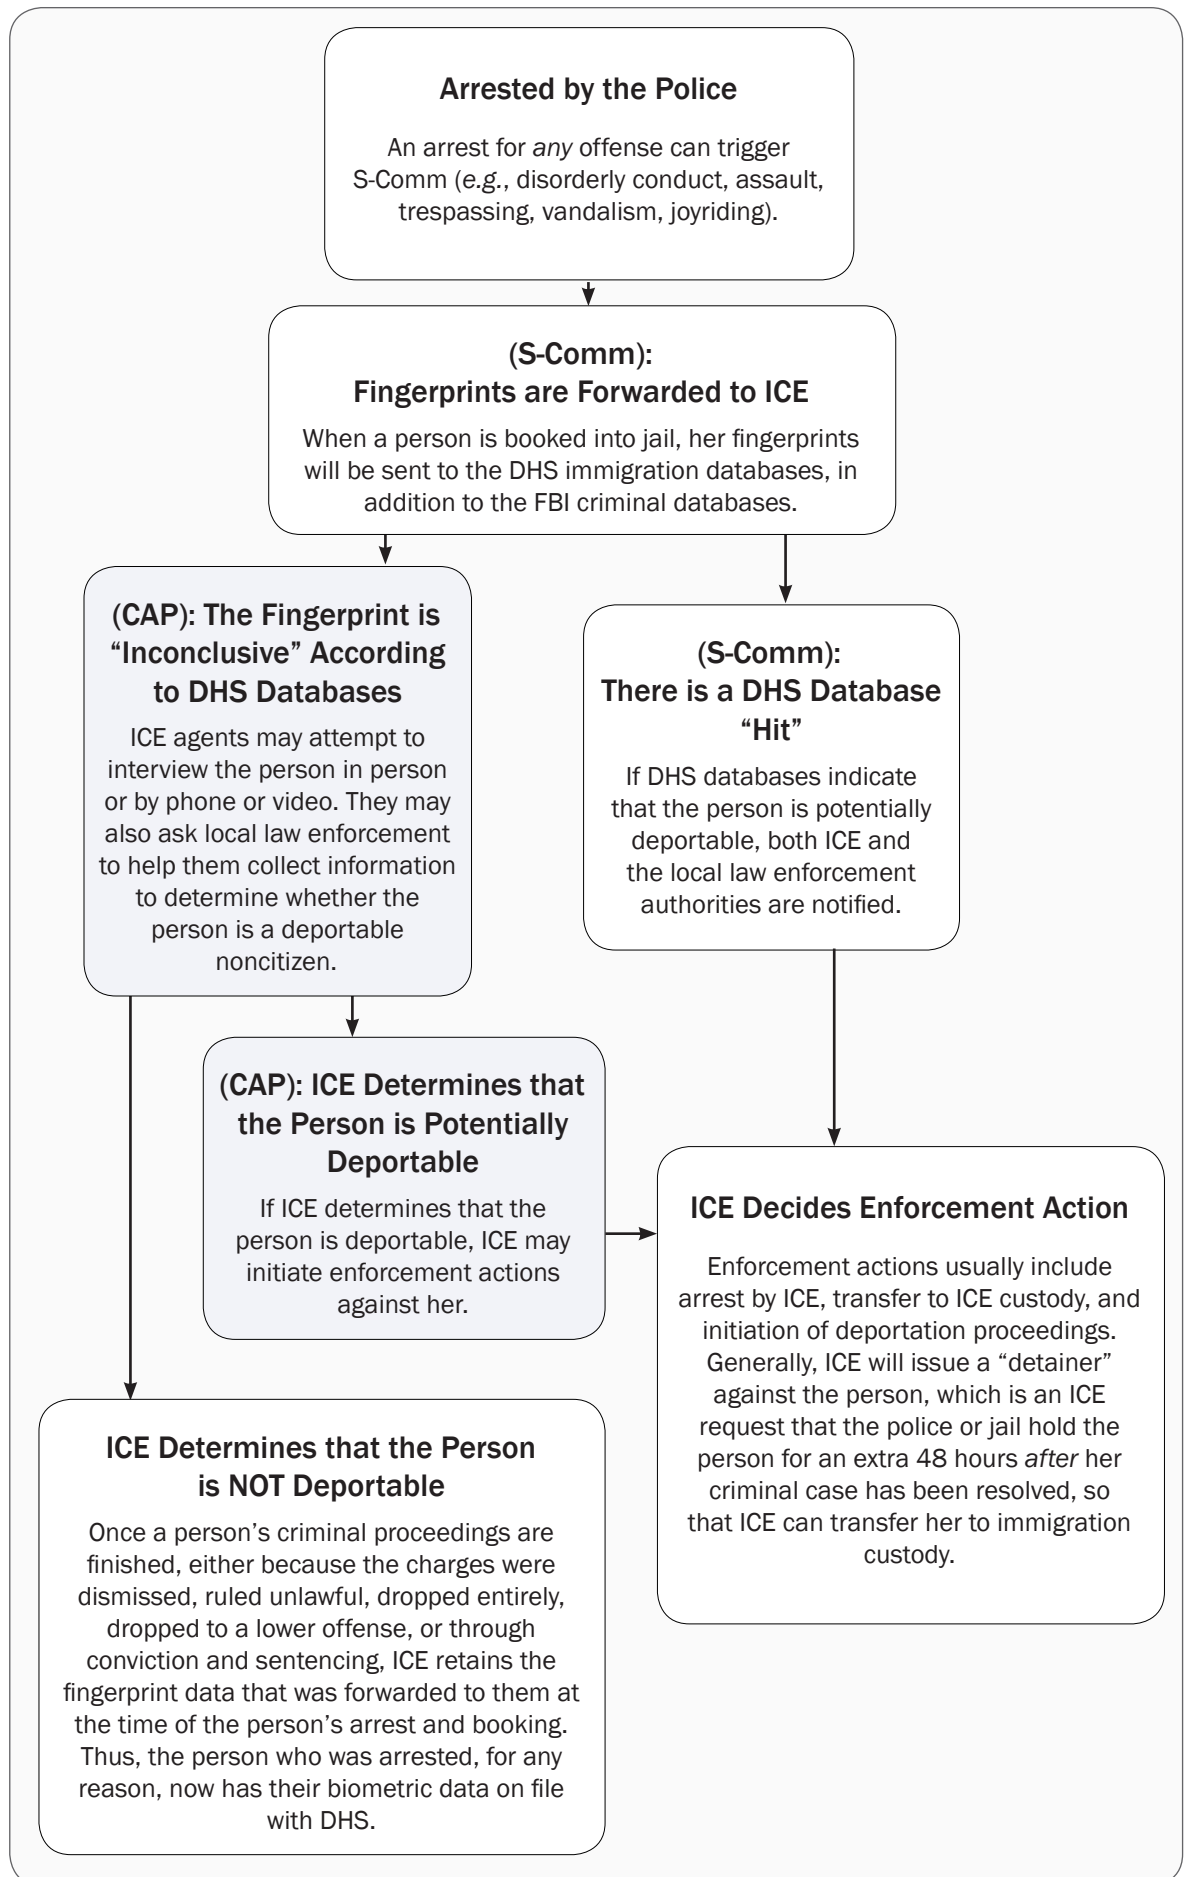 Arrested by the Police
An arrest for any offense can trigger
S-Comm (e.g., disorderly conduct, assault,
trespassing, vandalism, joyriding).
(S-Comm):
Fingerprints are Forwarded to ICE
When a person is booked into jail, her fingerprints
will be sent to the DHS immigration databases, in
addition to the FBI criminal databases.
(CAP): The Fingerprint is
“Inconclusive” According
to DHS Databases
ICE agents may attempt to
interview the person in person
or by phone or video. They may
also ask local law enforcement
to help them collect information
to determine whether the
person is a deportable
noncitizen.
(S-Comm):
There is a DHS Database
“Hit”
If DHS databases indicate
that the person is potentially
deportable, both ICE and
the local law enforcement
authorities are notified.
(CAP): ICE Determines that
the Person is Potentially
Deportable
If ICE determines that the
person is deportable, ICE may
initiate enforcement actions
against her.
ICE Decides Enforcement Action
Enforcement actions usually include
arrest by ICE, transfer to ICE custody, and
initiation of deportation proceedings.
Generally, ICE will issue a “detainer”
against the person, which is an ICE
request that the police or jail hold the
person for an extra 48 hours after her
criminal case has been resolved, so
that ICE can transfer her to immigration
custody.
ICE Determines that the Person
is NOT Deportable
Once a person’s criminal proceedings are
finished, either because the charges were
dismissed, ruled unlawful, dropped entirely,
dropped to a lower offense, or through
conviction and sentencing, ICE retains the
fingerprint data that was forwarded to them at
the time of the person’s arrest and booking.
Thus, the person who was arrested, for any
reason, now has their biometric data on file
with DHS.